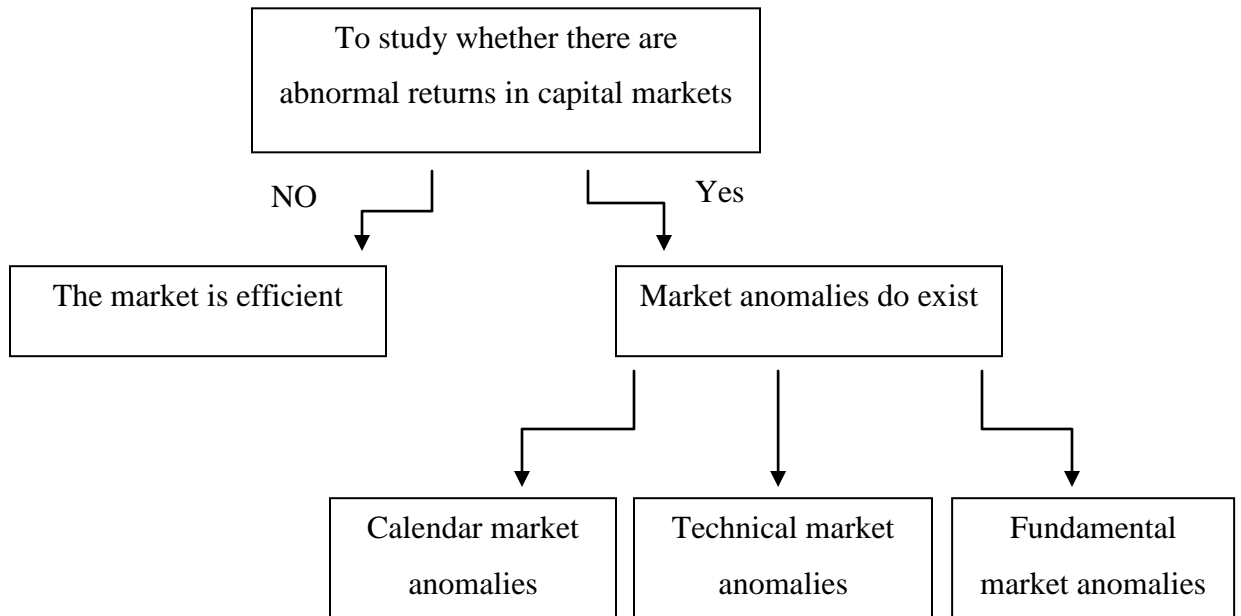 To study whether there are
abnormal returns in capital markets
NO
Yes
The market is efficient
Market anomalies do exist
Calendar market
anomalies
Technical market
anomalies
Fundamental
market anomalies